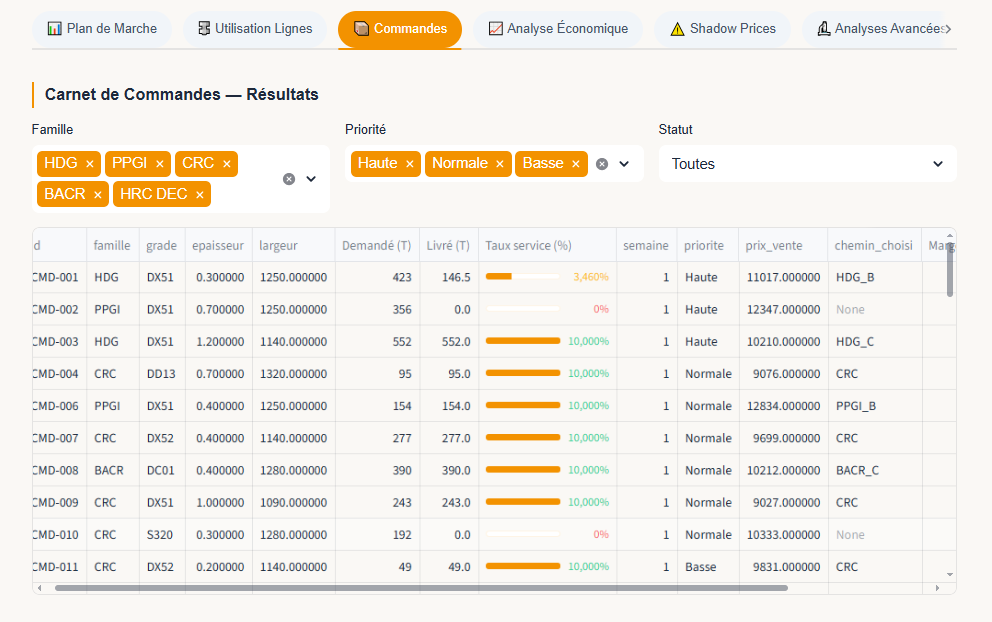 Plan de Marche Utilisation Lignes Commandes Analyse Économique Shadow Prices Analyses Avancées
Carnet de Commandes — Résultats
Famille Priorité Statut
HDG × PPGI × CRC × Haute × Normale × Basse × Toutes
BACR × HRC DEC ×
d famille grade epaisseur largeur Demandé (T) Livré (T) Taux service (%) semaine priorite prix_vente chemin_choisi Marg
CMD-001 HDG DX51 0.300000 1250.000000 423 146.5 3,460% 1 Haute 11017.000000 HDG_B
CMD-002 PPGI DX51 0.700000 1250.000000 356 0.0 0% 1 Haute 12347.000000 None
CMD-003 HDG DX51 1.200000 1140.000000 552 552.0 10,000% 1 Haute 10210.000000 HDG_C
CMD-004 CRC DD13 0.700000 1320.000000 95 95.0 10,000% 1 Normale 9076.000000 CRC
CMD-006 PPGI DX51 0.400000 1250.000000 154 154.0 10,000% 1 Normale 12834.000000 PPGI_B
CMD-007 CRC DX52 0.400000 1140.000000 277 277.0 10,000% 1 Normale 9699.000000 CRC
CMD-008 BACR DC01 0.400000 1280.000000 390 390.0 10,000% 1 Normale 10212.000000 BACR_C
CMD-009 CRC DX51 1.000000 1090.000000 243 243.0 10,000% 1 Normale 9027.000000 CRC
CMD-010 CRC S320 0.300000 1280.000000 192 0.0 0% 1 Normale 10333.000000 None
CMD-011 CRC DX52 0.200000 1140.000000 49 49.0 10,000% 1 Basse 9831.000000 CRC